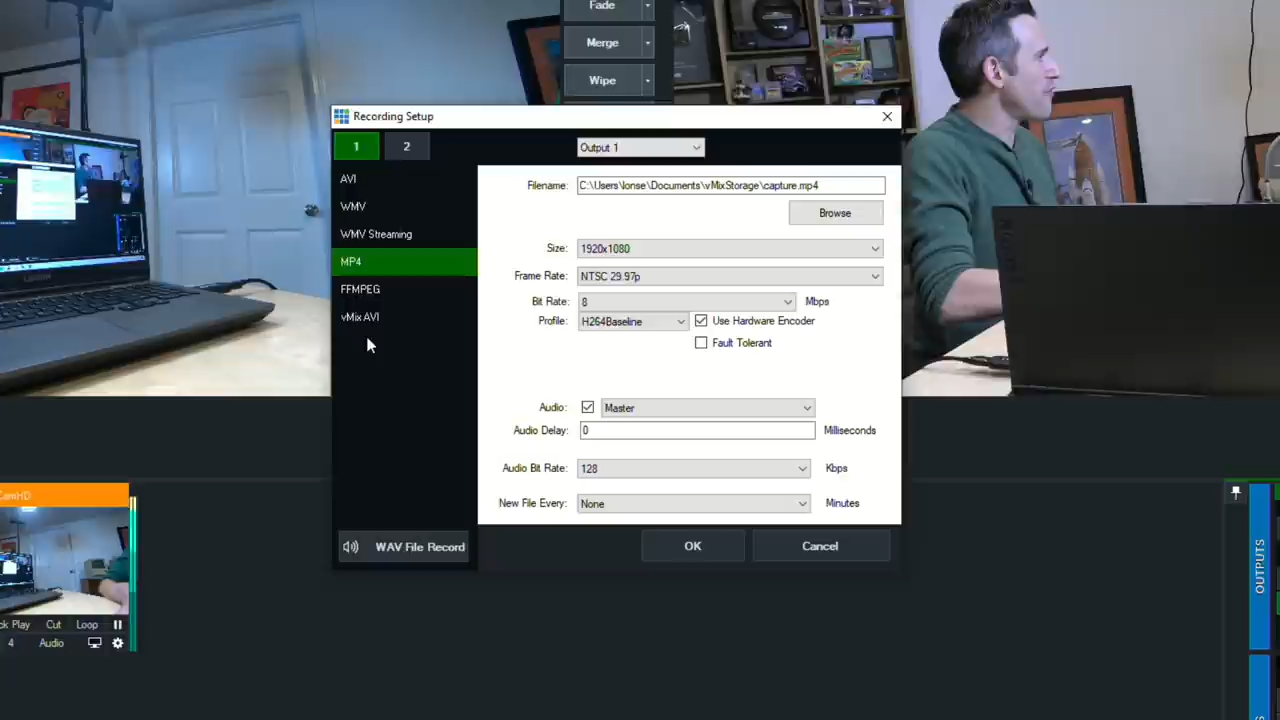 Fade
Merge
Wipe
Recording Setup
1
2
Output 1
AVI
WMV
WMV Streaming
MP4
FFMPEG
vMix AVI
Filename:
C:\Users\lonse\Documents\vMixStorage\capture.mp4
Browse
Size:
1920x1080
Frame Rate:
NTSC 29.97p
Bit Rate:
8
Mbps
Profile:
H264Baseline
Use Hardware Encoder
Fault Tolerant
Audio:
Master
Audio Delay:
0
Milliseconds
Audio Bit Rate:
128
Kbps
New File Every:
None
Minutes
WAV File Record
OK
Cancel
CamHD
ck Play
Cut
Loop
4
Audio
OUTPUTS